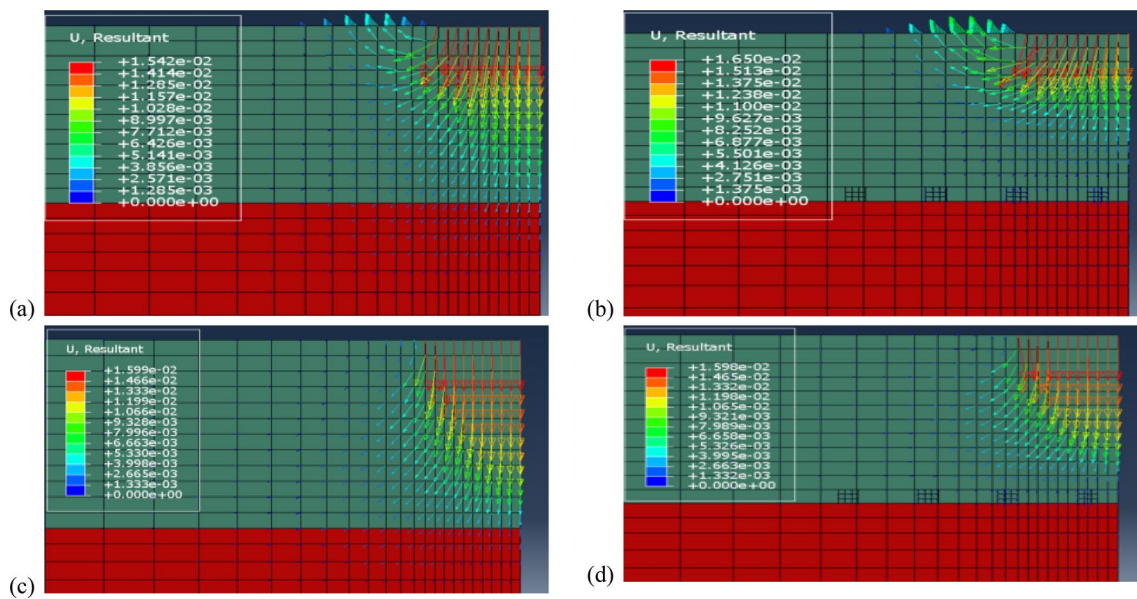 (a)
U, Resultant
+1.542e-02
+1.414e-02
+1.285e-02
+1.157e-02
+1.028e-02
+8.997e-03
+7.712e-03
+6.426e-03
+5.141e-03
+3.856e-03
+2.571e-03
+1.285e-03
+0.000e+00
(b)
U, Resultant
+1.650e-02
+1.513e-02
+1.375e-02
+1.238e-02
+1.100e-02
+9.627e-03
+8.252e-03
+6.877e-03
+5.501e-03
+4.126e-03
+2.751e-03
+1.375e-03
+0.000e+00
(c)
U, Resultant
+1.599e-02
+1.466e-02
+1.333e-02
+1.199e-02
+1.066e-02
+9.328e-03
+7.996e-03
+6.663e-03
+5.330e-03
+3.998e-03
+2.665e-03
+1.333e-03
+0.000e+00
(d)
U, Resultant
+1.598e-02
+1.465e-02
+1.332e-02
+1.198e-02
+1.065e-02
+9.321e-03
+7.989e-03
+6.658e-03
+5.326e-03
+3.995e-03
+2.663e-03
+1.332e-03
+0.000e+00